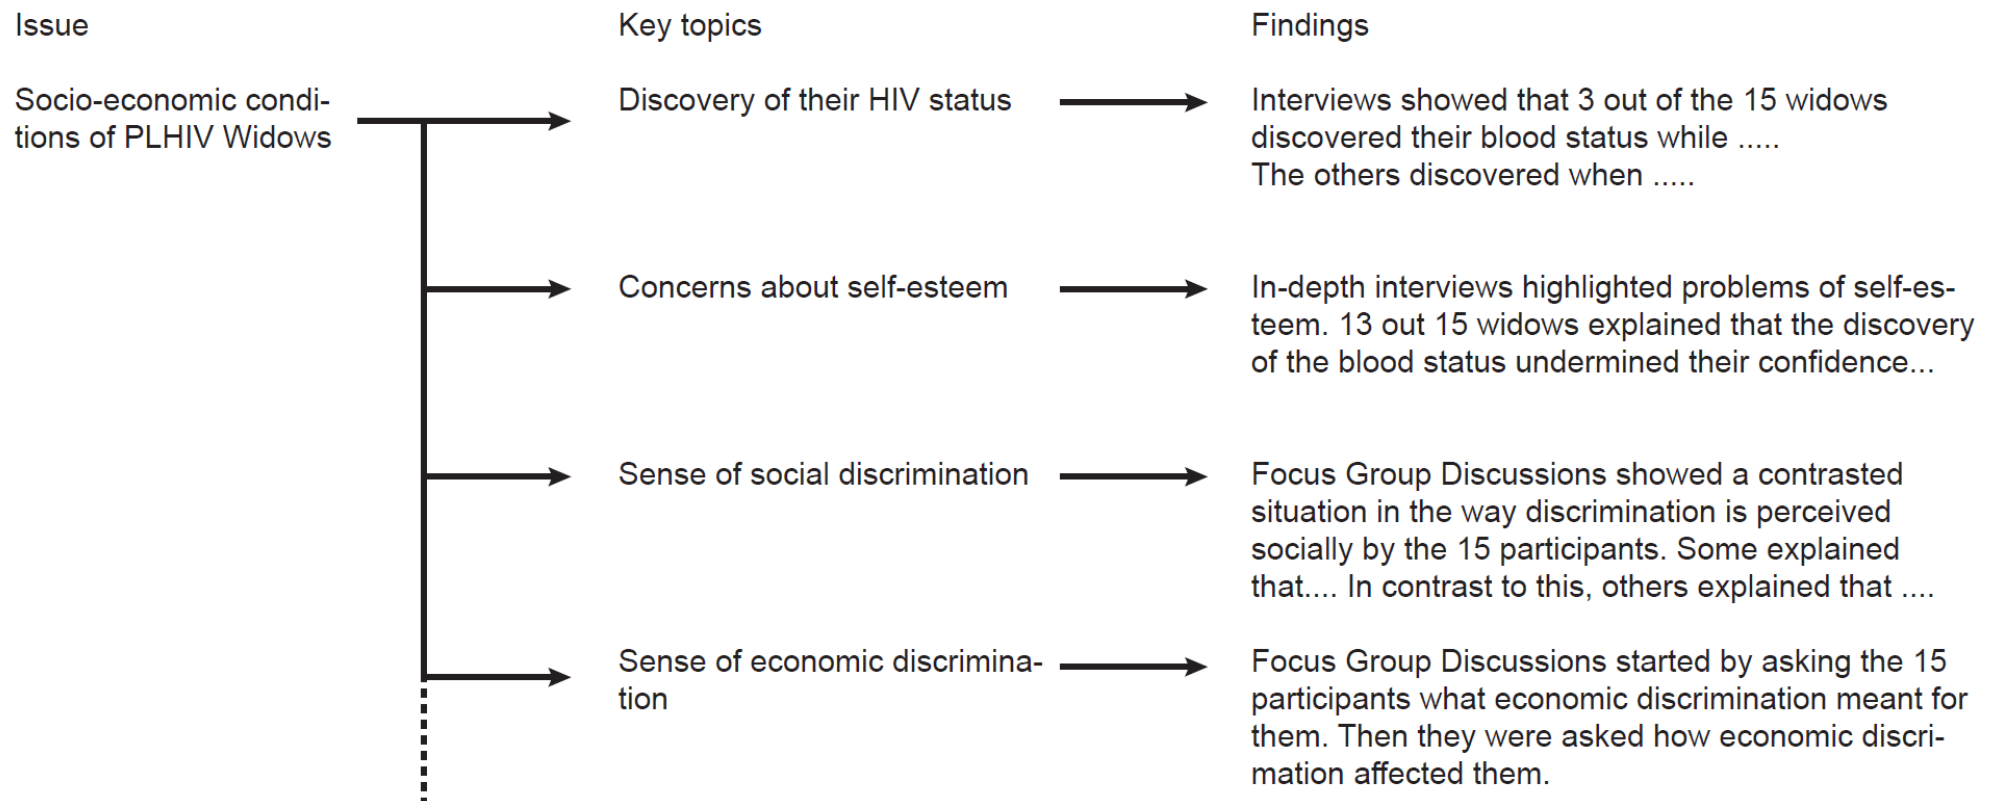 Issue
Key topics
Findings
Socio-economic condi-
tions of PLHIV Widows
Discovery of their HIV status
Interviews showed that 3 out of the 15 widows
discovered their blood status while .....
The others discovered when .....
Concerns about self-esteem
In-depth interviews highlighted problems of self-es-
teem. 13 out 15 widows explained that the discovery
of the blood status undermined their confidence...
Sense of social discrimination
Focus Group Discussions showed a contrasted
situation in the way discrimination is perceived
socially by the 15 participants. Some explained
that.... In contrast to this, others explained that ....
Sense of economic discrimina-
tion
Focus Group Discussions started by asking the 15
participants what economic discrimination meant for
them. Then they were asked how economic discri-
mation affected them.